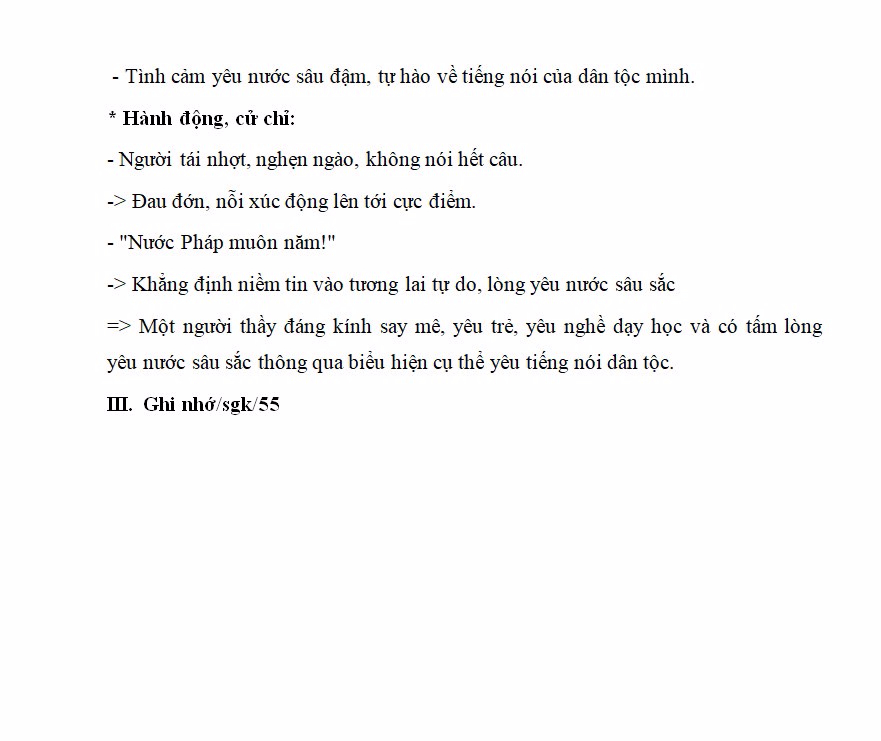 - Tình cảm yêu nước sâu đậm, tự hào về tiếng nói của dân tộc mình.
* Hành động, cử chỉ:
- Người tái nhợt, nghẹn ngào, không nói hết câu.
-> Đau đớn, nỗi xúc động lên tới cực điểm.
- "Nước Pháp muôn năm!"
-> Khẳng định niềm tin vào tương lai tự do, lòng yêu nước sâu sắc
=> Một người thầy đáng kính say mê, yêu trẻ, yêu nghề dạy học và có tấm lòng
yêu nước sâu sắc thông qua biểu hiện cụ thể yêu tiếng nói dân tộc.
III. Ghi nhớ/sgk/55